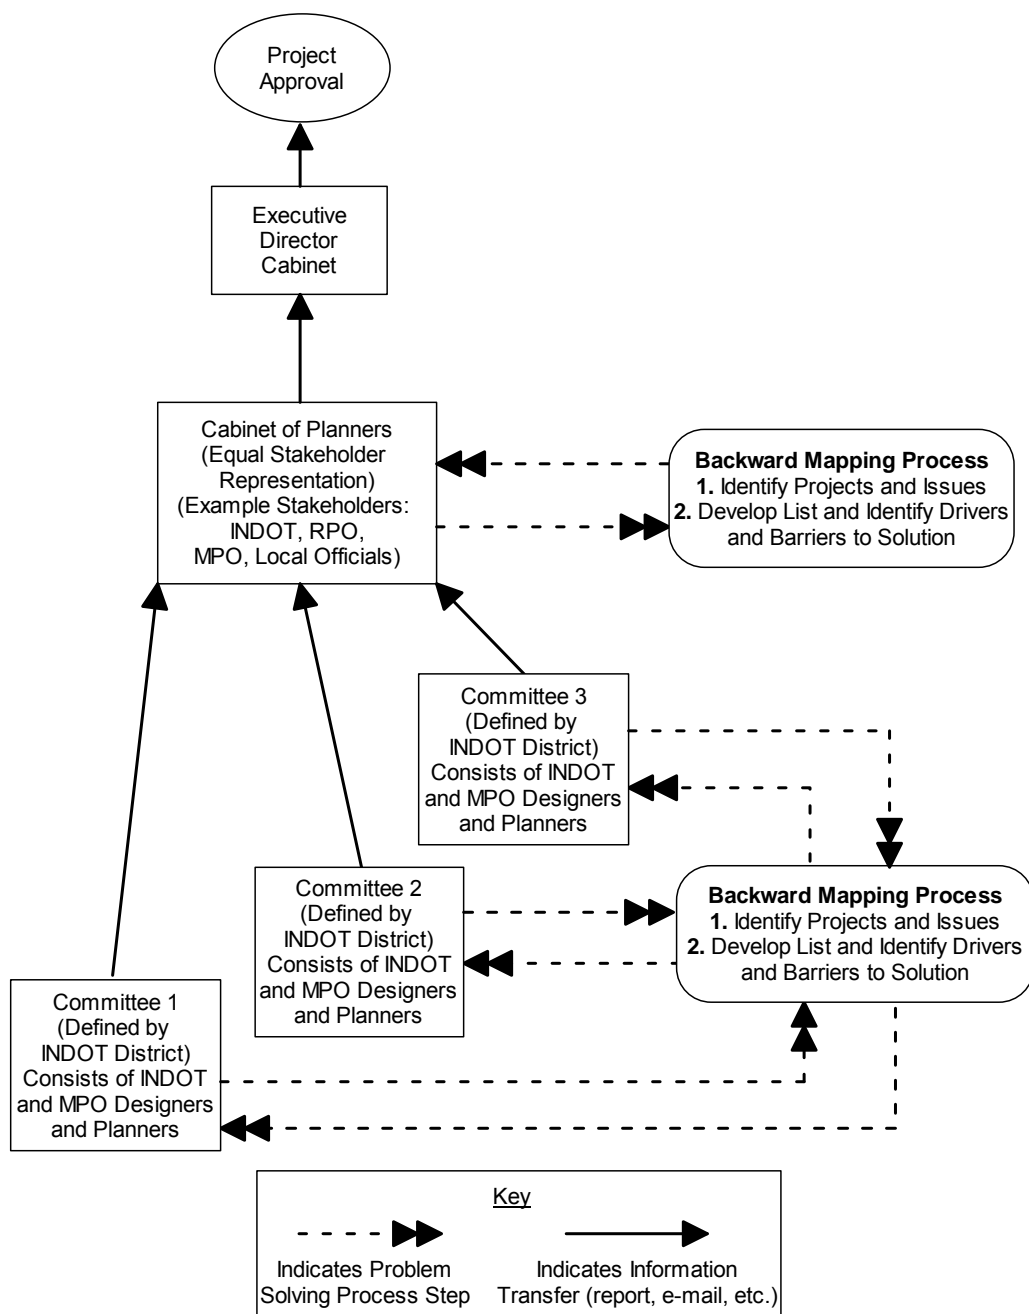 Project
Approval
Executive
Director
Cabinet
Cabinet of Planners
(Equal Stakeholder
Representation)
(Example Stakeholders:
INDOT, RPO,
MPO, Local Officials)
Backward Mapping Process
1. Identify Projects and Issues
2. Develop List and Identify Drivers
and Barriers to Solution
Committee 3
(Defined by
INDOT District)
Consists of INDOT
and MPO Designers
and Planners
Committee 2
(Defined by
INDOT District)
Consists of INDOT
and MPO Designers
and Planners
Backward Mapping Process
1. Identify Projects and Issues
2. Develop List and Identify Drivers
and Barriers to Solution
Committee 1
(Defined by
INDOT District)
Consists of INDOT
and MPO Designers
and Planners
Key
Indicates Problem
Solving Process Step
Indicates Information
Transfer (report, e-mail, etc.)